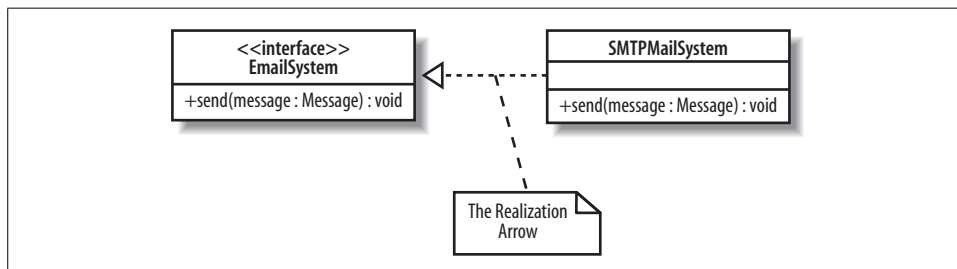 <<interface>>
EmailSystem
+send(message : Message) : void
SMTPMailSystem
+send(message : Message) : void
The Realization
Arrow